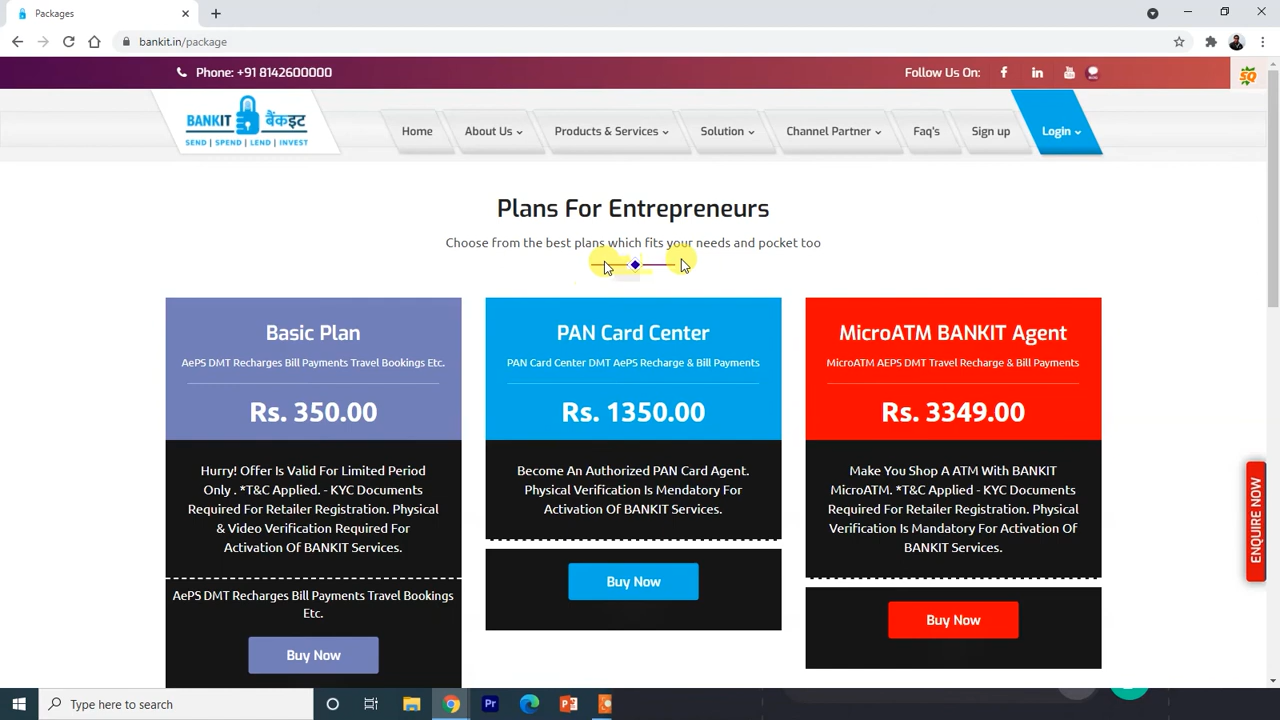 Packages
bankit.in/package
Phone: +91 8142600000
Follow Us On:
SQ
BANKIT बैंकइट
SEND | SPEND | LEND | INVEST
Home
About Us
Products & Services
Solution
Channel Partner
Faq's
Sign up
Login
Plans For Entrepreneurs
Choose from the best plans which fits your needs and pocket too
Basic Plan
AePS DMT Recharges Bill Payments Travel Bookings Etc.
Rs. 350.00
Hurry! Offer Is Valid For Limited Period
Only . *T&C Applied. - KYC Documents
Required For Retailer Registration. Physical
& Video Verification Required For
Activation Of BANKIT Services.
AePS DMT Recharges Bill Payments Travel Bookings
Etc.
Buy Now
PAN Card Center
PAN Card Center DMT AePS Recharge & Bill Payments
Rs. 1350.00
Become An Authorized PAN Card Agent.
Physical Verification Is Mandatory For
Activation Of BANKIT Services.
Buy Now
MicroATM BANKIT Agent
MicroATM AEPS DMT Travel Recharge & Bill Payments
Rs. 3349.00
Make You Shop A ATM With BANKIT
MicroATM. *T&C Applied - KYC Documents
Required For Retailer Registration. Physical
Verification Is Mandatory For Activation Of
BANKIT Services.
Buy Now
ENQUIRE NOW
Type here to search